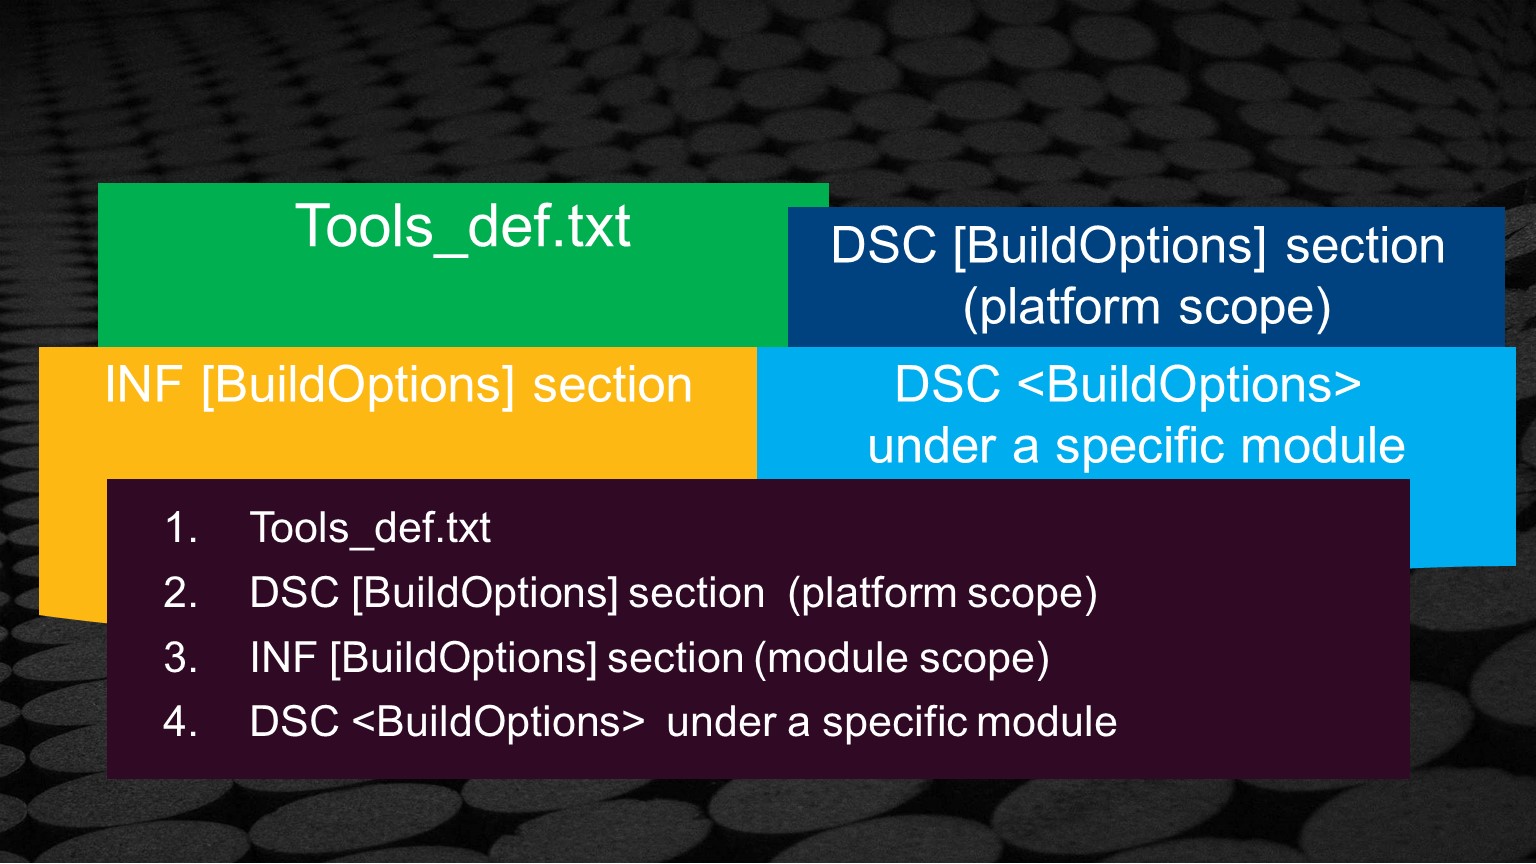 Tools_def.txt
DSC [BuildOptions] section
(platform scope)
INF [BuildOptions] section
DSC <BuildOptions>
under a specific module
1. Tools_def.txt
2. DSC [BuildOptions] section (platform scope)
3. INF [BuildOptions] section (module scope)
4. DSC <BuildOptions> under a specific module